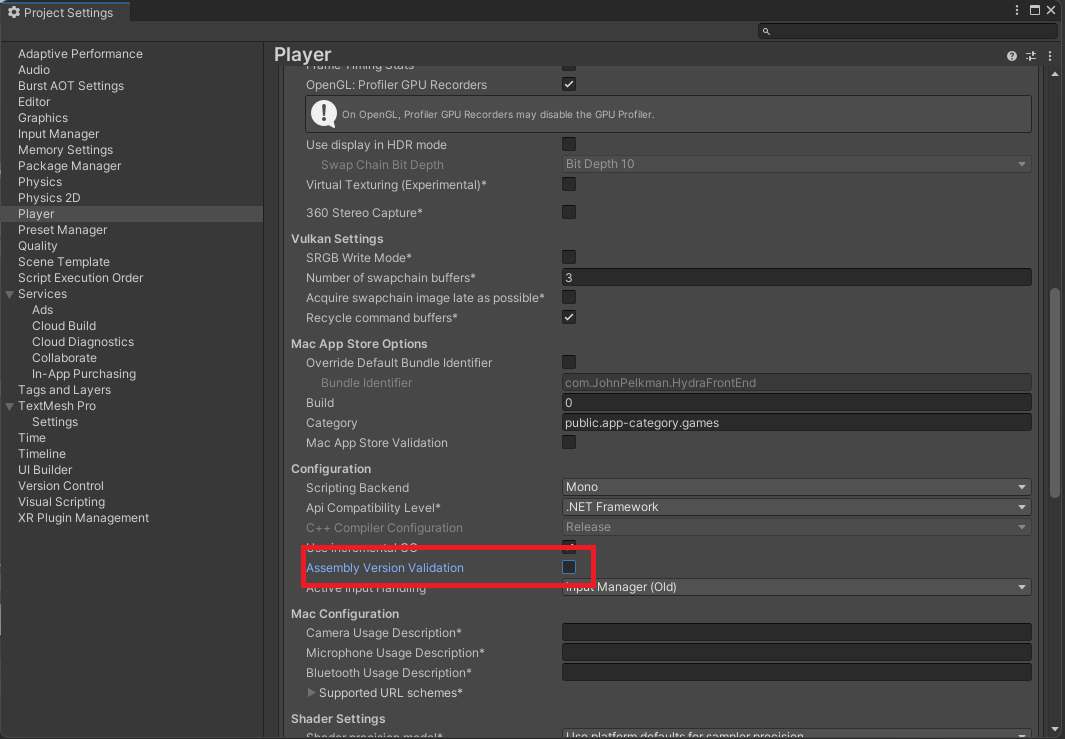 Project Settings
Adaptive Performance
Audio
Burst AOT Settings
Editor
Graphics
Input Manager
Memory Settings
Package Manager
Physics
Physics 2D
Player
Preset Manager
Quality
Scene Template
Script Execution Order
Services
Ads
Cloud Build
Cloud Diagnostics
Collaborate
In-App Purchasing
Tags and Layers
TextMesh Pro
Settings
Time
Timeline
UI Builder
Version Control
Visual Scripting
XR Plugin Management
Player
Frame Timing Stats
OpenGL: Profiler GPU Recorders
On OpenGL, Profiler GPU Recorders may disable the GPU Profiler.
Use display in HDR mode
Swap Chain Bit Depth Bit Depth 10
Virtual Texturing (Experimental)*
360 Stereo Capture*
Vulkan Settings
SRGB Write Mode*
Number of swapchain buffers* 3
Acquire swapchain image late as possible*
Recycle command buffers*
Mac App Store Options
Override Default Bundle Identifier
Bundle Identifier com.JohnPelkman.HydraFrontEnd
Build 0
Category public.app-category.games
Mac App Store Validation
Configuration
Scripting Backend Mono
Api Compatibility Level* .NET Framework
C++ Compiler Configuration Release
Use incremental GC
Assembly Version Validation
Active Input Handling Input Manager (Old)
Mac Configuration
Camera Usage Description*
Microphone Usage Description*
Bluetooth Usage Description*
Supported URL schemes*
Shader Settings
Shader precision model* Use platform defaults for sampler precision